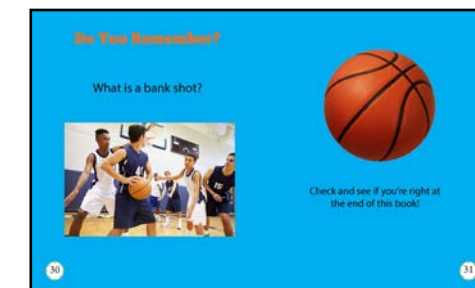 Do You Remember?
What is a bank shot?
Check and see if you're right at
the end of this book!
30
31